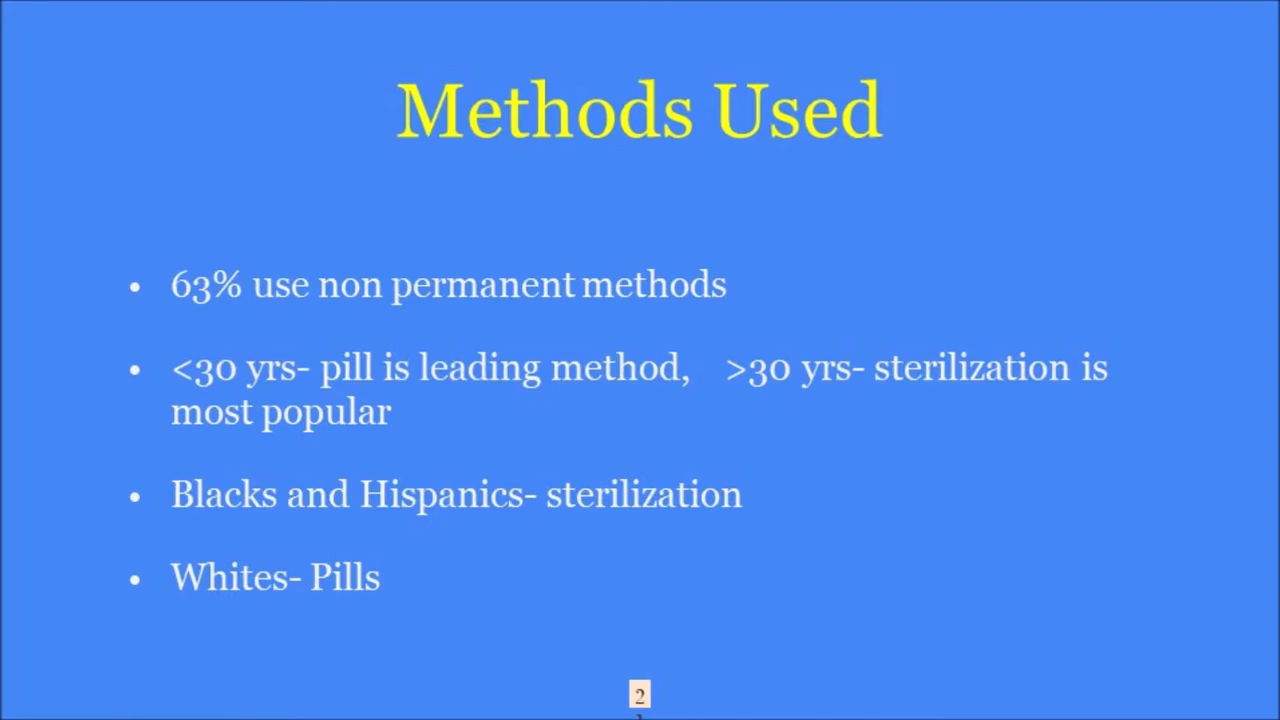 Methods Used
• 63% use non permanent methods
• <30 yrs- pill is leading method, >30 yrs- sterilization is
most popular
• Blacks and Hispanics- sterilization
• Whites- Pills
2